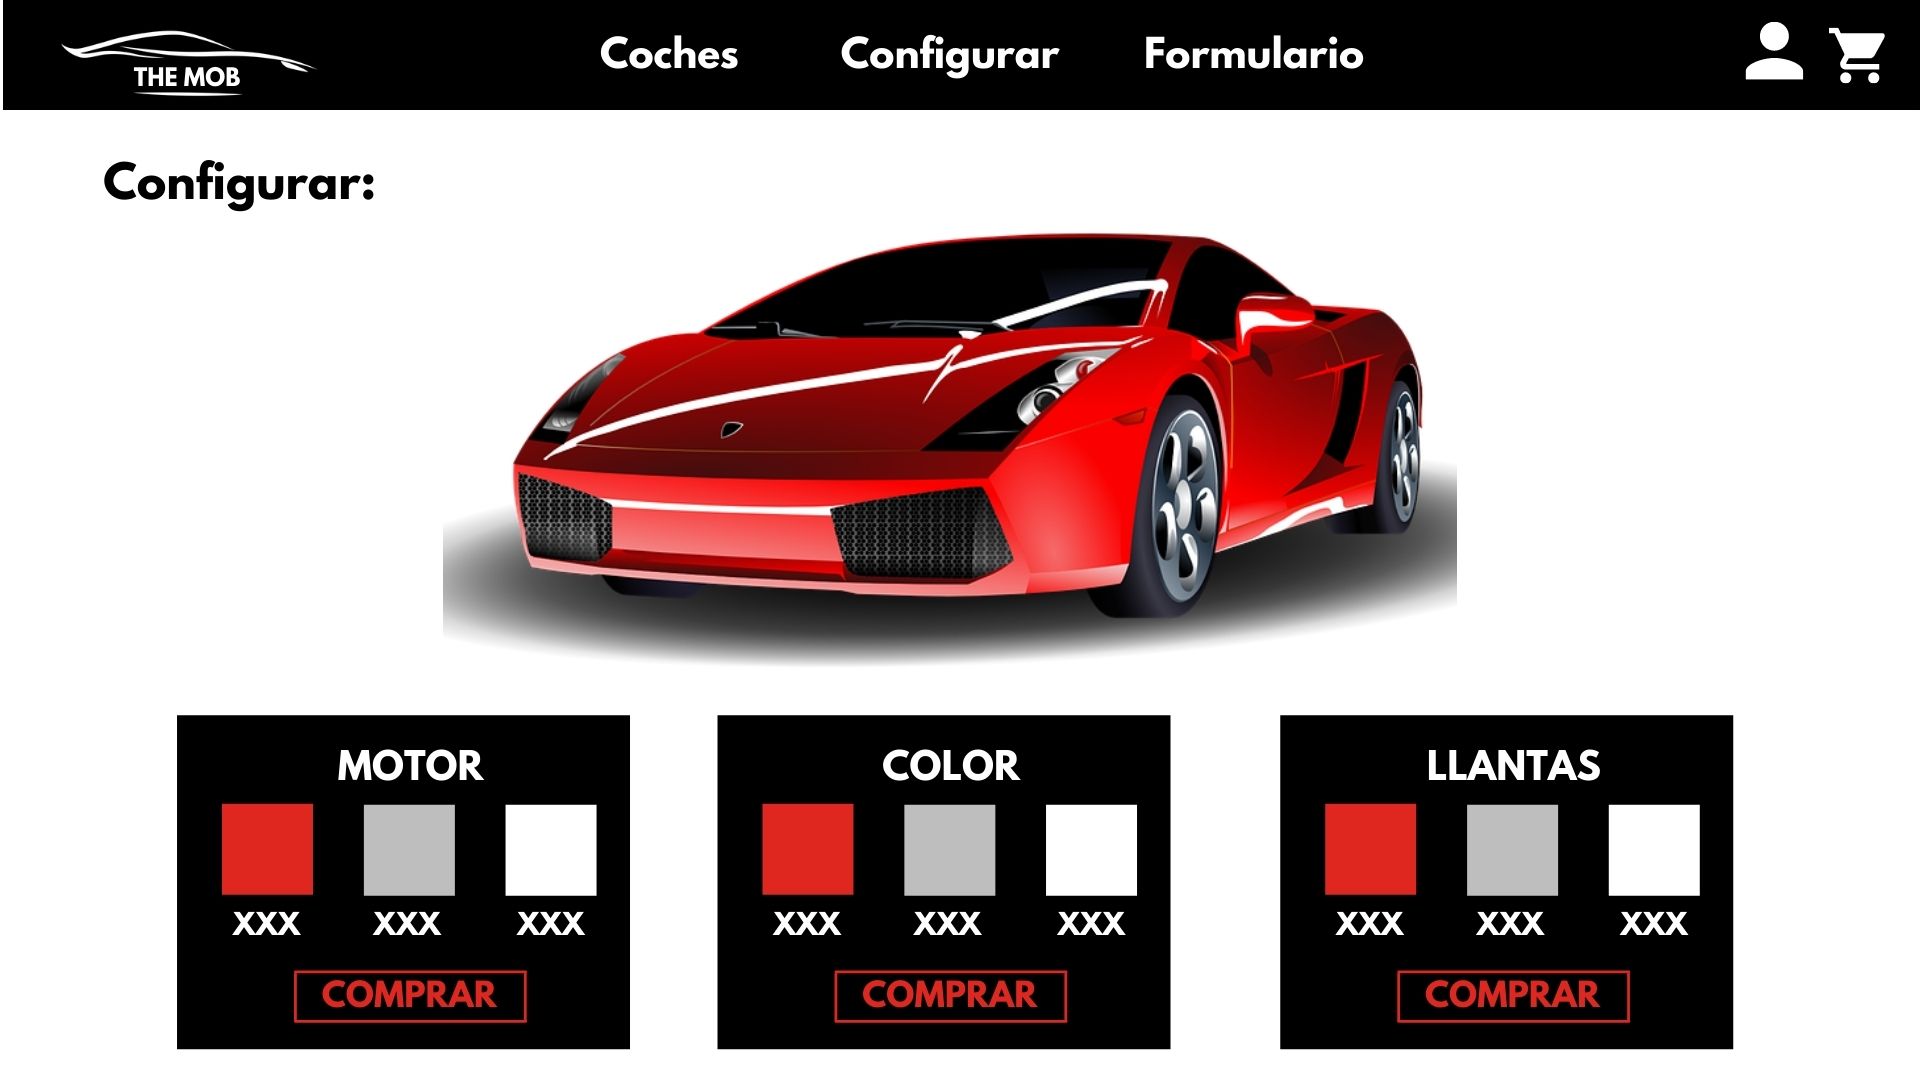 THE MOB
Coches Configurar Formulario
Configurar:
MOTOR
XXX XXX XXX
COMPRAR
COLOR
XXX XXX XXX
COMPRAR
LLANTAS
XXX XXX XXX
COMPRAR